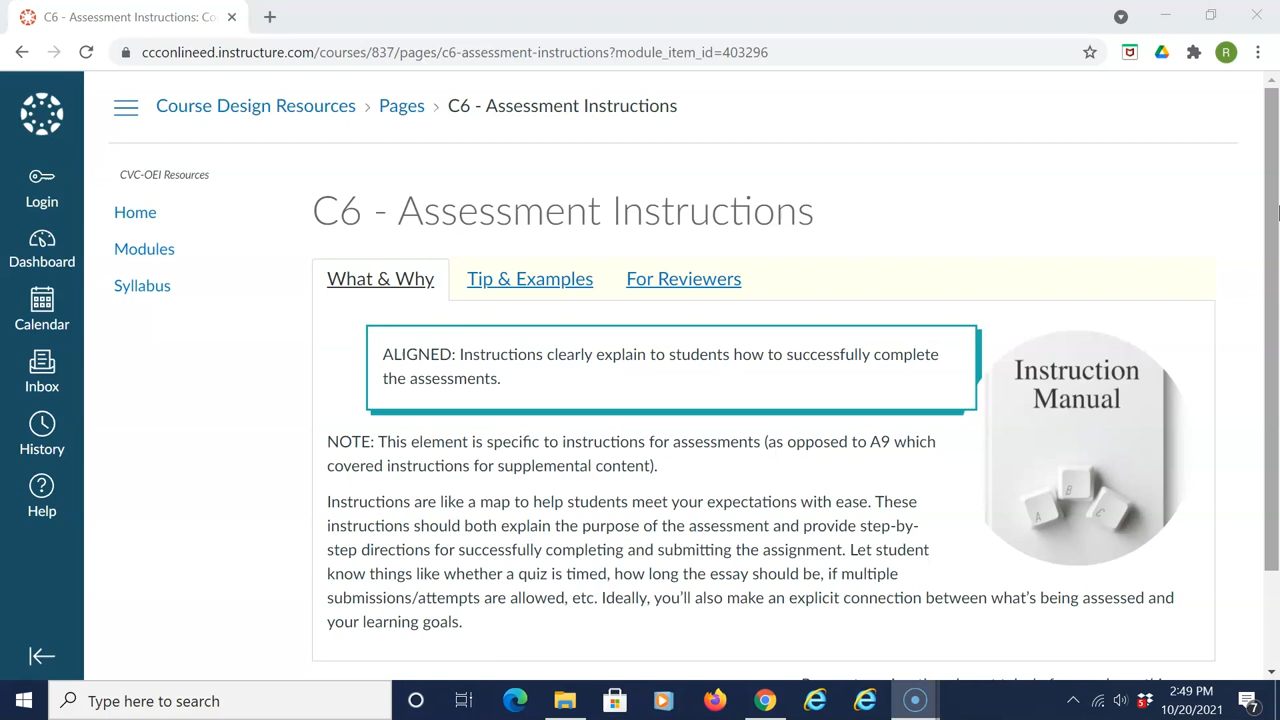 C6 - Assessment Instructions: Co
ccconlineed.instructure.com/courses/837/pages/c6-assessment-instructions?module_item_id=403296
R
Course Design Resources > Pages > C6 - Assessment Instructions
CVC-OEI Resources
Home
Modules
Syllabus
Login
Dashboard
Calendar
Inbox
History
Help
C6 - Assessment Instructions
What & Why
Tip & Examples
For Reviewers
ALIGNED: Instructions clearly explain to students how to successfully complete
the assessments.
Instruction
Manual
A
B
C
NOTE: This element is specific to instructions for assessments (as opposed to A9 which
covered instructions for supplemental content).
Instructions are like a map to help students meet your expectations with ease. These
instructions should both explain the purpose of the assessment and provide step-by-
step directions for successfully completing and submitting the assignment. Let student
know things like whether a quiz is timed, how long the essay should be, if multiple
submissions/attempts are allowed, etc. Ideally, you'll also make an explicit connection between what's being assessed and
your learning goals.
Type here to search
5
2:49 PM
10/20/2021
7